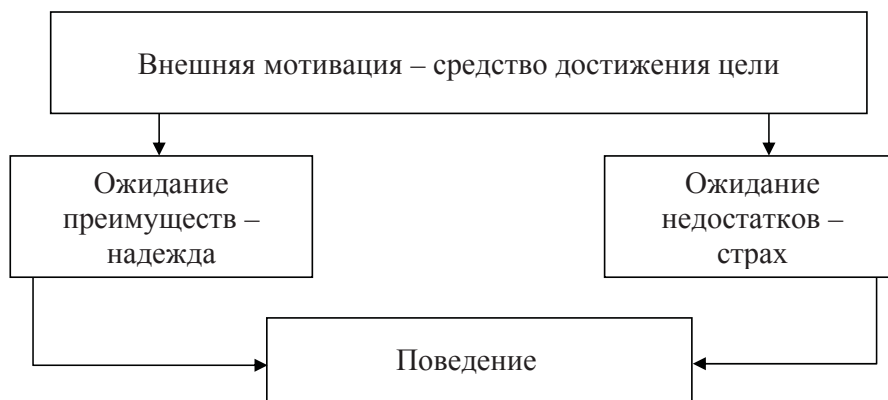 Внешняя мотивация – средство достижения цели
Ожидание
преимуществ –
надежда
Ожидание
недостатков –
страх
Поведение